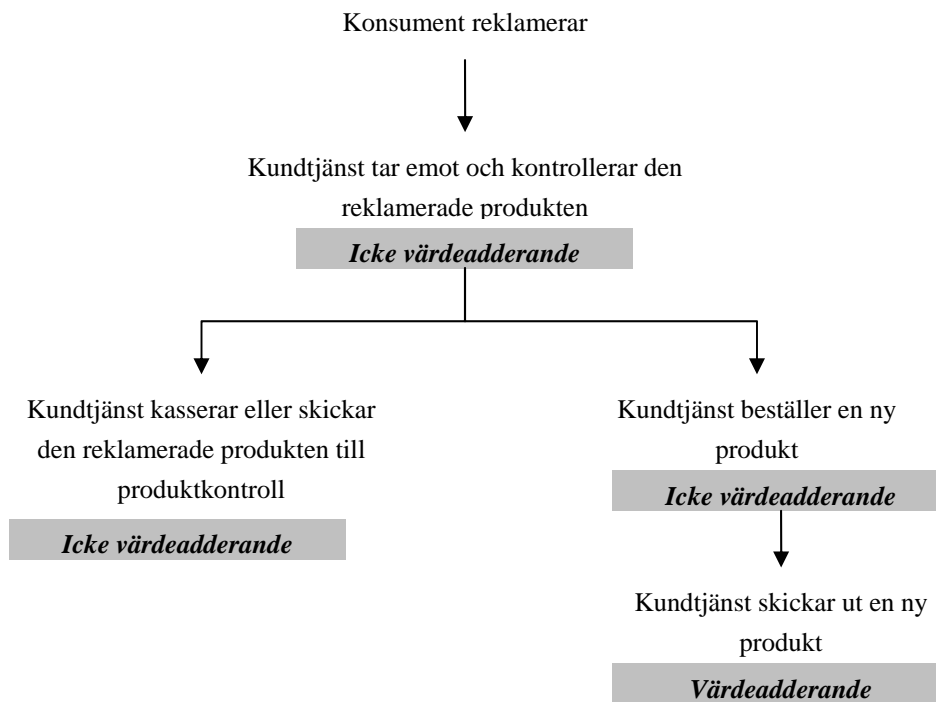 Konsument reklamerar
Kundtjänst tar emot och kontrollerar den
reklamerade produkten
Icke värdeadderande
Kundtjänst kasserar eller skickar
den reklamerade produkten till
produktkontroll
Icke värdeadderande
Kundtjänst beställer en ny
produkt
Icke värdeadderande
Kundtjänst skickar ut en ny
produkt
Värdeadderande